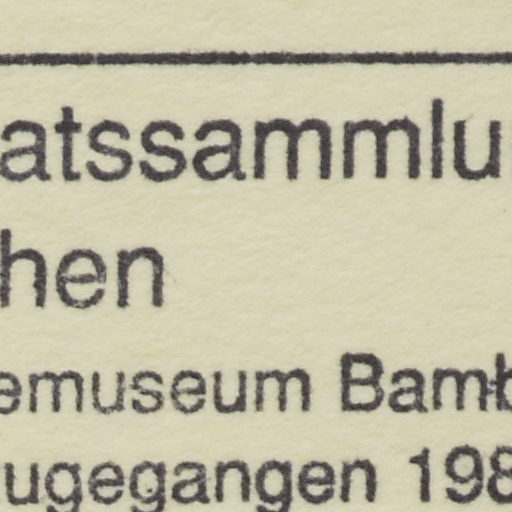 atssammlu
hen
emuseum Bamb
ugegangen 198